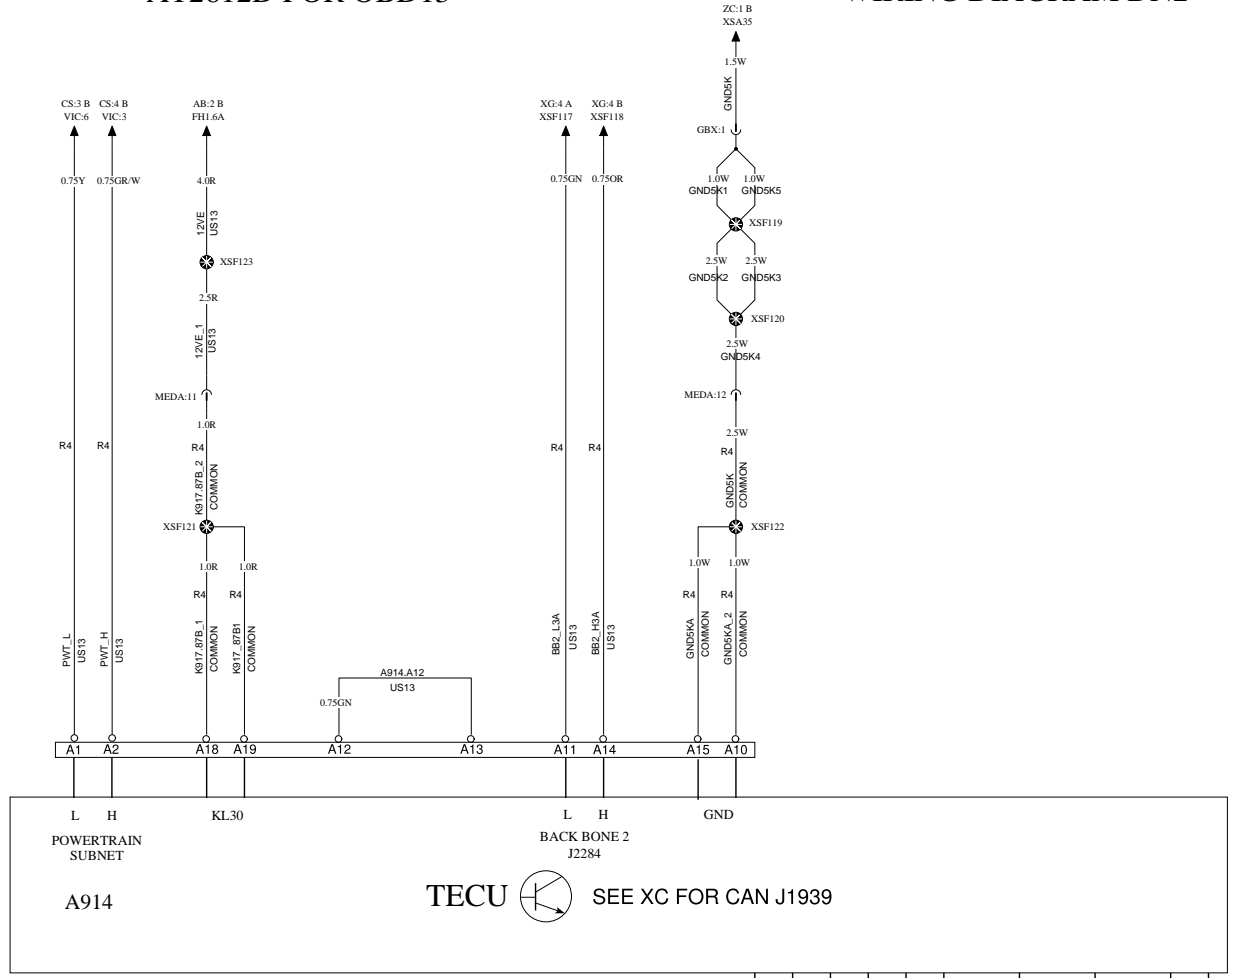 ZC:1 B
XSA35
1.5W
GND5K
CS:3 B CS:4 B AB:2 B XG:4 A XG:4 B
VIC:6 VIC:3 FH1.6A XSF117 XSF118
GBX:1
0.75Y 0.75GR/W 4.0R 0.75GN 0.75OR 1.0W 1.0W
GND5K1 GND5K5
12VE
US13
XSF119
XSF123
2.5W 2.5W
GND5K2 GND5K3
2.5R
XSF120
12VE_1
US13
2.5W
GND5K4
MEDA:11 MEDA:12
1.0R 2.5W
R4 R4 R4 R4 R4 R4
K917.87B_2
COMMON
GND5K
COMMON
XSF121 XSF122
1.0R 1.0R 1.0W 1.0W
R4 R4 R4 R4
PWT_L
US13
PWT_H
US13
K917.87B_1
COMMON
K917_87B1
COMMON
BB2_L3A
US13
BB2_H3A
US13
GND5KA
COMMON
GND5KA_2
COMMON
A914.A12
US13
0.75GN
A1 A2 A18 A19 A12 A13 A11 A14 A15 A10
L H KL30 L H GND
POWERTRAIN
SUBNET
BACK BONE 2
J2284
A914 TECU SEE XC FOR CAN J1939